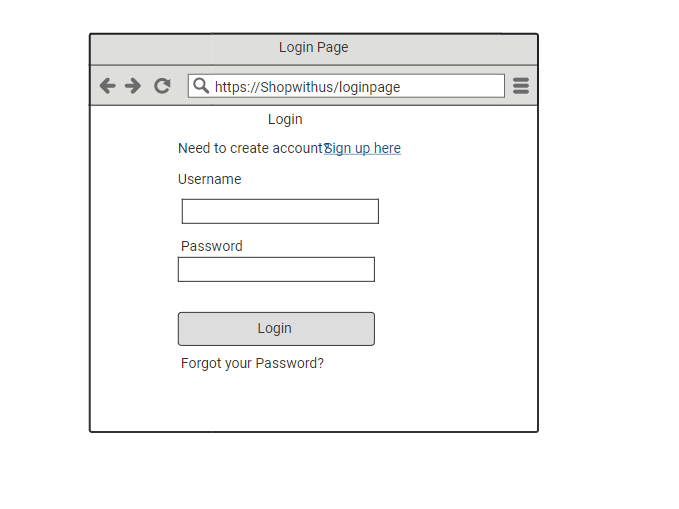 Login Page
https://Shopwithus/loginpage
Login
Need to create account? Sign up here
Username
Password
Login
Forgot your Password?